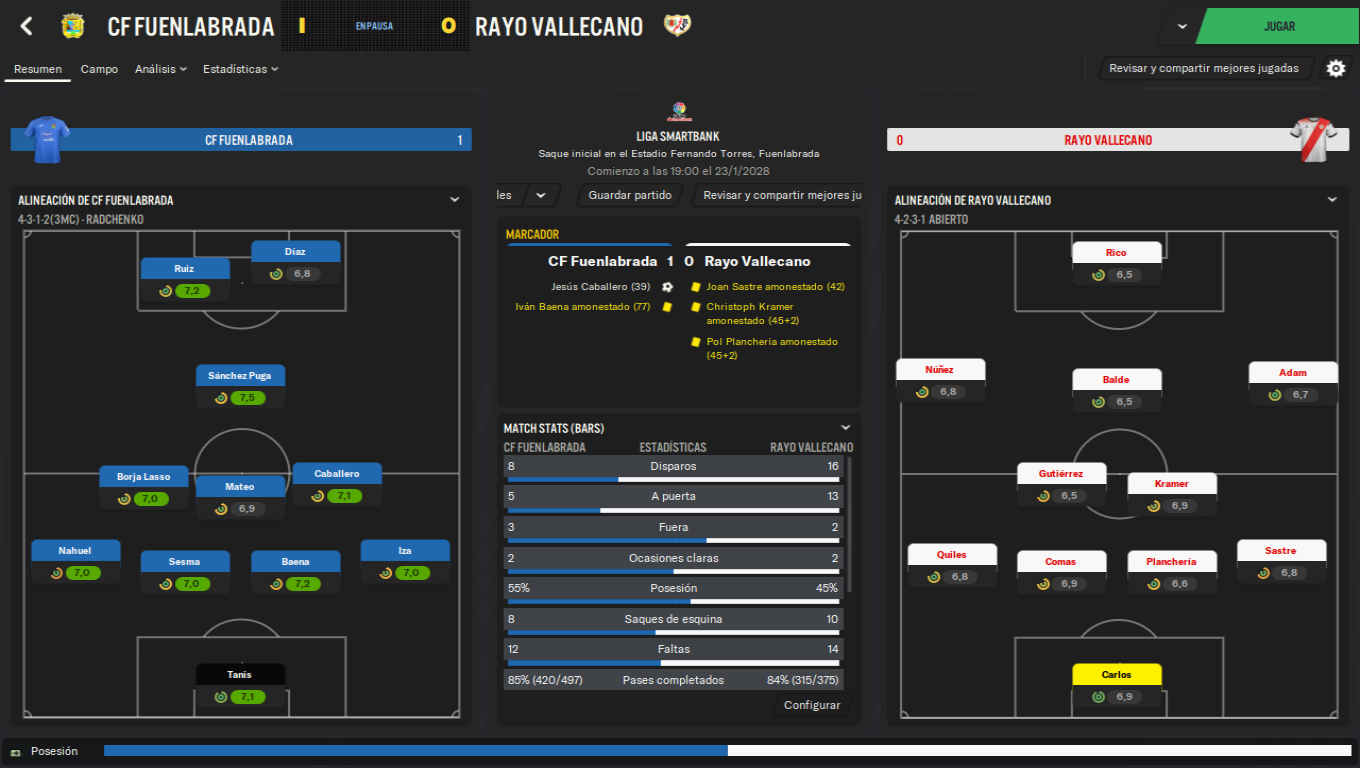 CF FUENLABRADA 1 EN PAUSA 0 RAYO VALLECANO
JUGAR
Resumen Campo Análisis Estadísticas
Revisar y compartir mejores jugadas
CF FUENLABRADA 1
LIGA SMARTBANK
Saque inicial en el Estadio Fernando Torres, Fuenlabrada
Comienzo a las 19:00 el 23/1/2028
les Guardar partido Revisar y compartir mejores ju
0 RAYO VALLECANO
ALINEACIÓN DE CF FUENLABRADA
4-3-1-2(3MC) - RADCHENKO
Díaz
6,8
Ruiz
7,2
Sánchez Puga
7,5
Borja Lasso
7,0
Mateo
6,9
Caballero
7,1
Nahuel
7,0
Sesma
7,0
Baena
7,2
Iza
7,0
Tanis
7,1
MARCADOR
CF Fuenlabrada 1 0 Rayo Vallecano
Jesús Caballero (39)
Iván Baena amonestado (77)
Joan Sastre amonestado (42)
Christoph Kramer
amonestado (45+2)
Pol Planchería amonestado
(45+2)
MATCH STATS (BARS)
CF FUENLABRADA ESTADÍSTICAS RAYO VALLECANO
8 Disparos 16
5 A puerta 13
3 Fuera 2
2 Ocasiones claras 2
55% Posesión 45%
8 Saques de esquina 10
12 Faltas 14
85% (420/497) Pases completados 84% (315/375)
Configurar
ALINEACIÓN DE RAYO VALLECANO
4-2-3-1 ABIERTO
Rico
6,5
Núñez
6,8
Balde
6,5
Adam
6,7
Gutiérrez
6,5
Kramer
6,9
Quiles
6,8
Comas
6,9
Planchería
6,6
Sastre
6,8
Carlos
6,9
Posesión